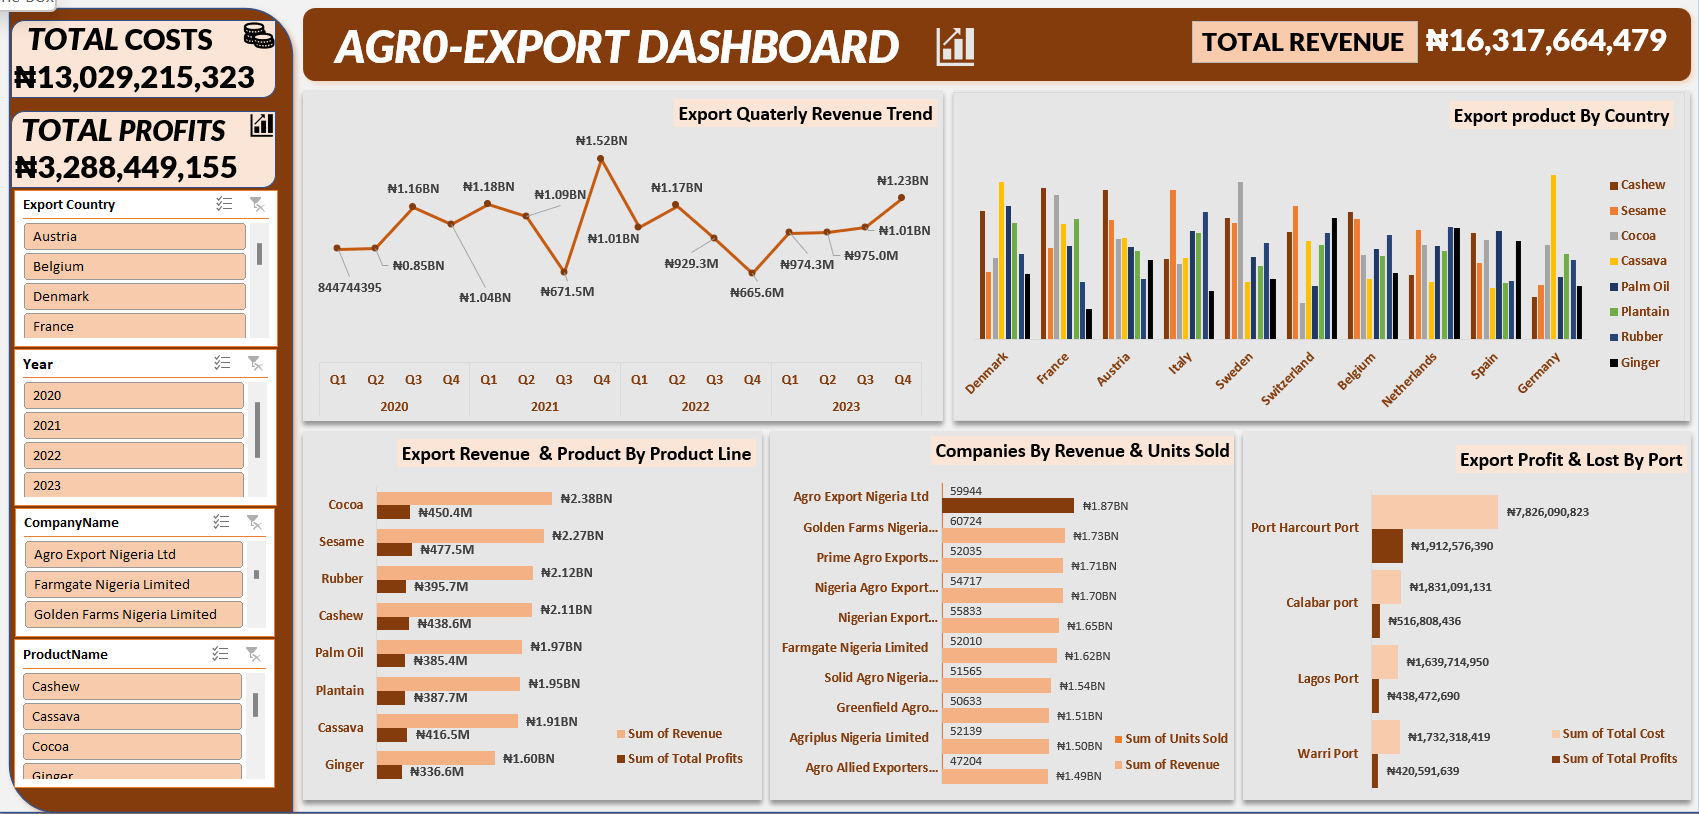 TOTAL COSTS
₦13,029,215,323
TOTAL PROFITS
₦3,288,449,155
AGR0-EXPORT DASHBOARD
TOTAL REVENUE
₦16,317,664,479
Export Country
Austria
Belgium
Denmark
France
Year
2020
2021
2022
2023
CompanyName
Agro Export Nigeria Ltd
Farmgate Nigeria Limited
Golden Farms Nigeria Limited
ProductName
Cashew
Cassava
Cocoa
Ginger
Export Quaterly Revenue Trend
844744395
₦0.85BN
₦1.16BN
₦1.04BN
₦1.18BN
₦1.09BN
₦671.5M
₦1.52BN
₦1.01BN
₦1.17BN
₦929.3M
₦665.6M
₦974.3M
₦975.0M
₦1.01BN
₦1.23BN
Q1 Q2 Q3 Q4 Q1 Q2 Q3 Q4 Q1 Q2 Q3 Q4 Q1 Q2 Q3 Q4
2020 2021 2022 2023
Export product By Country
Denmark
France
Austria
Italy
Sweden
Switzerland
Belgium
Netherlands
Spain
Germany
Cashew
Sesame
Cocoa
Cassava
Palm Oil
Plantain
Rubber
Ginger
Export Revenue & Product By Product Line
Cocoa ₦2.38BN
₦450.4M
Sesame ₦2.27BN
₦477.5M
Rubber ₦2.12BN
₦395.7M
Cashew ₦2.11BN
₦438.6M
Palm Oil ₦1.97BN
₦385.4M
Plantain ₦1.95BN
₦387.7M
Cassava ₦1.91BN
₦416.5M
Ginger ₦1.60BN
₦336.6M
Sum of Revenue
Sum of Total Profits
Companies By Revenue & Units Sold
Agro Export Nigeria Ltd 59944
₦1.87BN
Golden Farms Nigeria... 60724
₦1.73BN
Prime Agro Exports... 52035
₦1.71BN
Nigeria Agro Export... 54717
₦1.70BN
Nigerian Export... 55833
₦1.65BN
Farmgate Nigeria Limited 52010
₦1.62BN
Solid Agro Nigeria... 51565
₦1.54BN
Greenfield Agro... 50633
₦1.51BN
Agriplus Nigeria Limited 52139
₦1.50BN
Agro Allied Exporters... 47204
₦1.49BN
Sum of Units Sold
Sum of Revenue
Export Profit & Lost By Port
Port Harcourt Port ₦7,826,090,823
₦1,912,576,390
Calabar port ₦1,831,091,131
₦516,808,436
Lagos Port ₦1,639,714,950
₦438,472,690
Warri Port ₦1,732,318,419
₦420,591,639
Sum of Total Cost
Sum of Total Profits